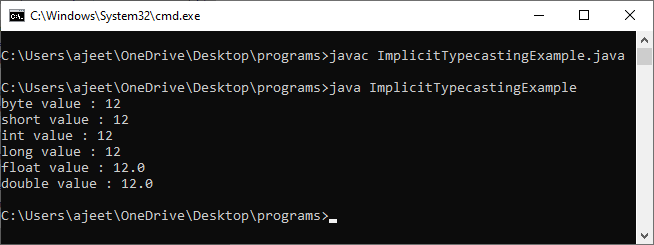 C:\Windows\System32\cmd.exe
C:\Users\ajeet\OneDrive\Desktop\programs>javac ImplicitTypecastingExample.java
C:\Users\ajeet\OneDrive\Desktop\programs>java ImplicitTypecastingExample
byte value : 12
short value : 12
int value : 12
long value : 12
float value : 12.0
double value : 12.0
C:\Users\ajeet\OneDrive\Desktop\programs>